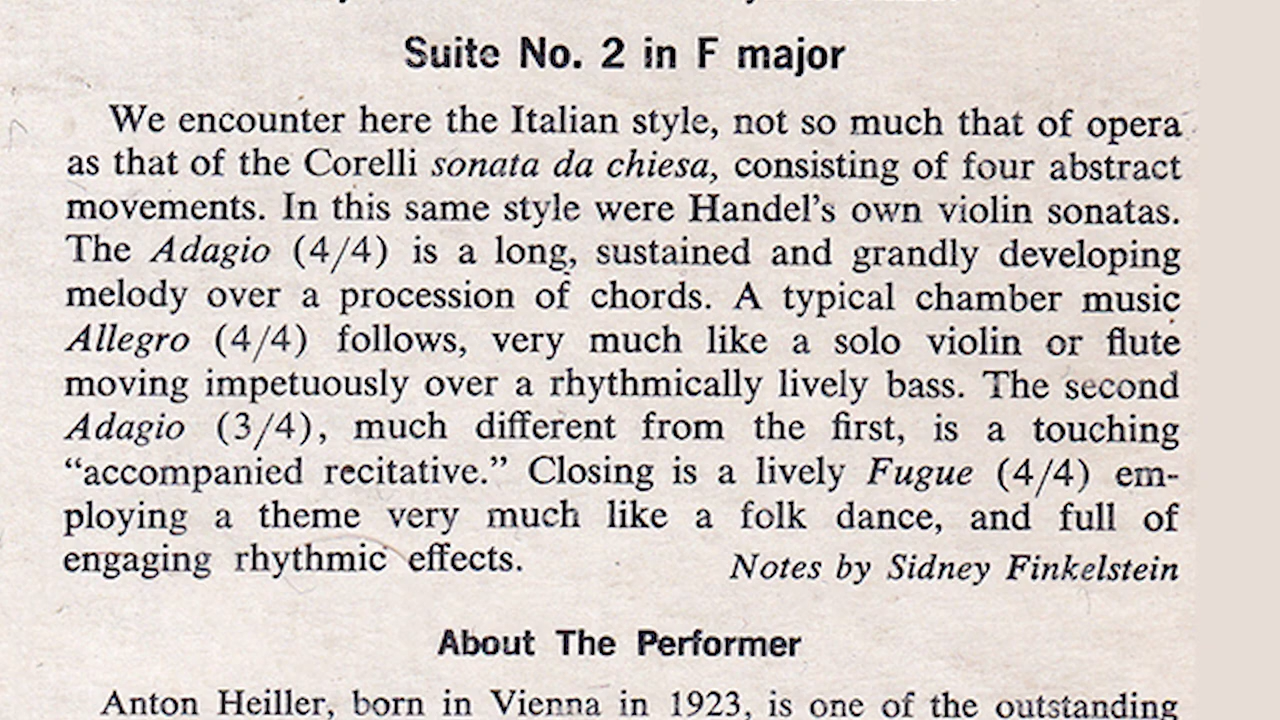 Suite No. 2 in F major
We encounter here the Italian style, not so much that of opera
as that of the Corelli sonata da chiesa, consisting of four abstract
movements. In this same style were Handel's own violin sonatas.
The Adagio (4/4) is a long, sustained and grandly developing
melody over a procession of chords. A typical chamber music
Allegro (4/4) follows, very much like a solo violin or flute
moving impetuously over a rhythmically lively bass. The second
Adagio (3/4), much different from the first, is a touching
“accompanied recitative.” Closing is a lively Fugue (4/4) em-
ploying a theme very much like a folk dance, and full of
engaging rhythmic effects.
Notes by Sidney Finkelstein
About The Performer
Anton Heiller, born in Vienna in 1923, is one of the outstanding